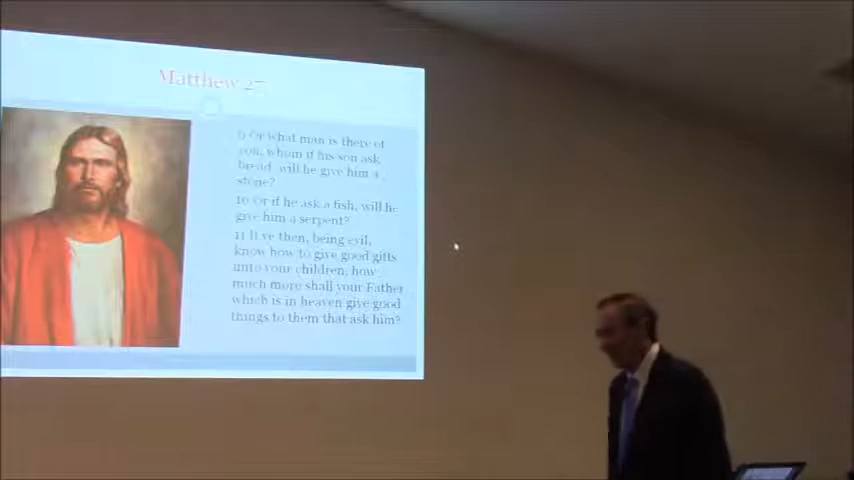 Matthew 27
9 Or what man is there of
you, whom if his son ask
bread, will he give him a
stone?
10 Or if he ask a fish, will he
give him a serpent?
11 If ye then, being evil,
know how to give good gifts
unto your children, how
much more shall your Father
which is in heaven give good
things to them that ask him?